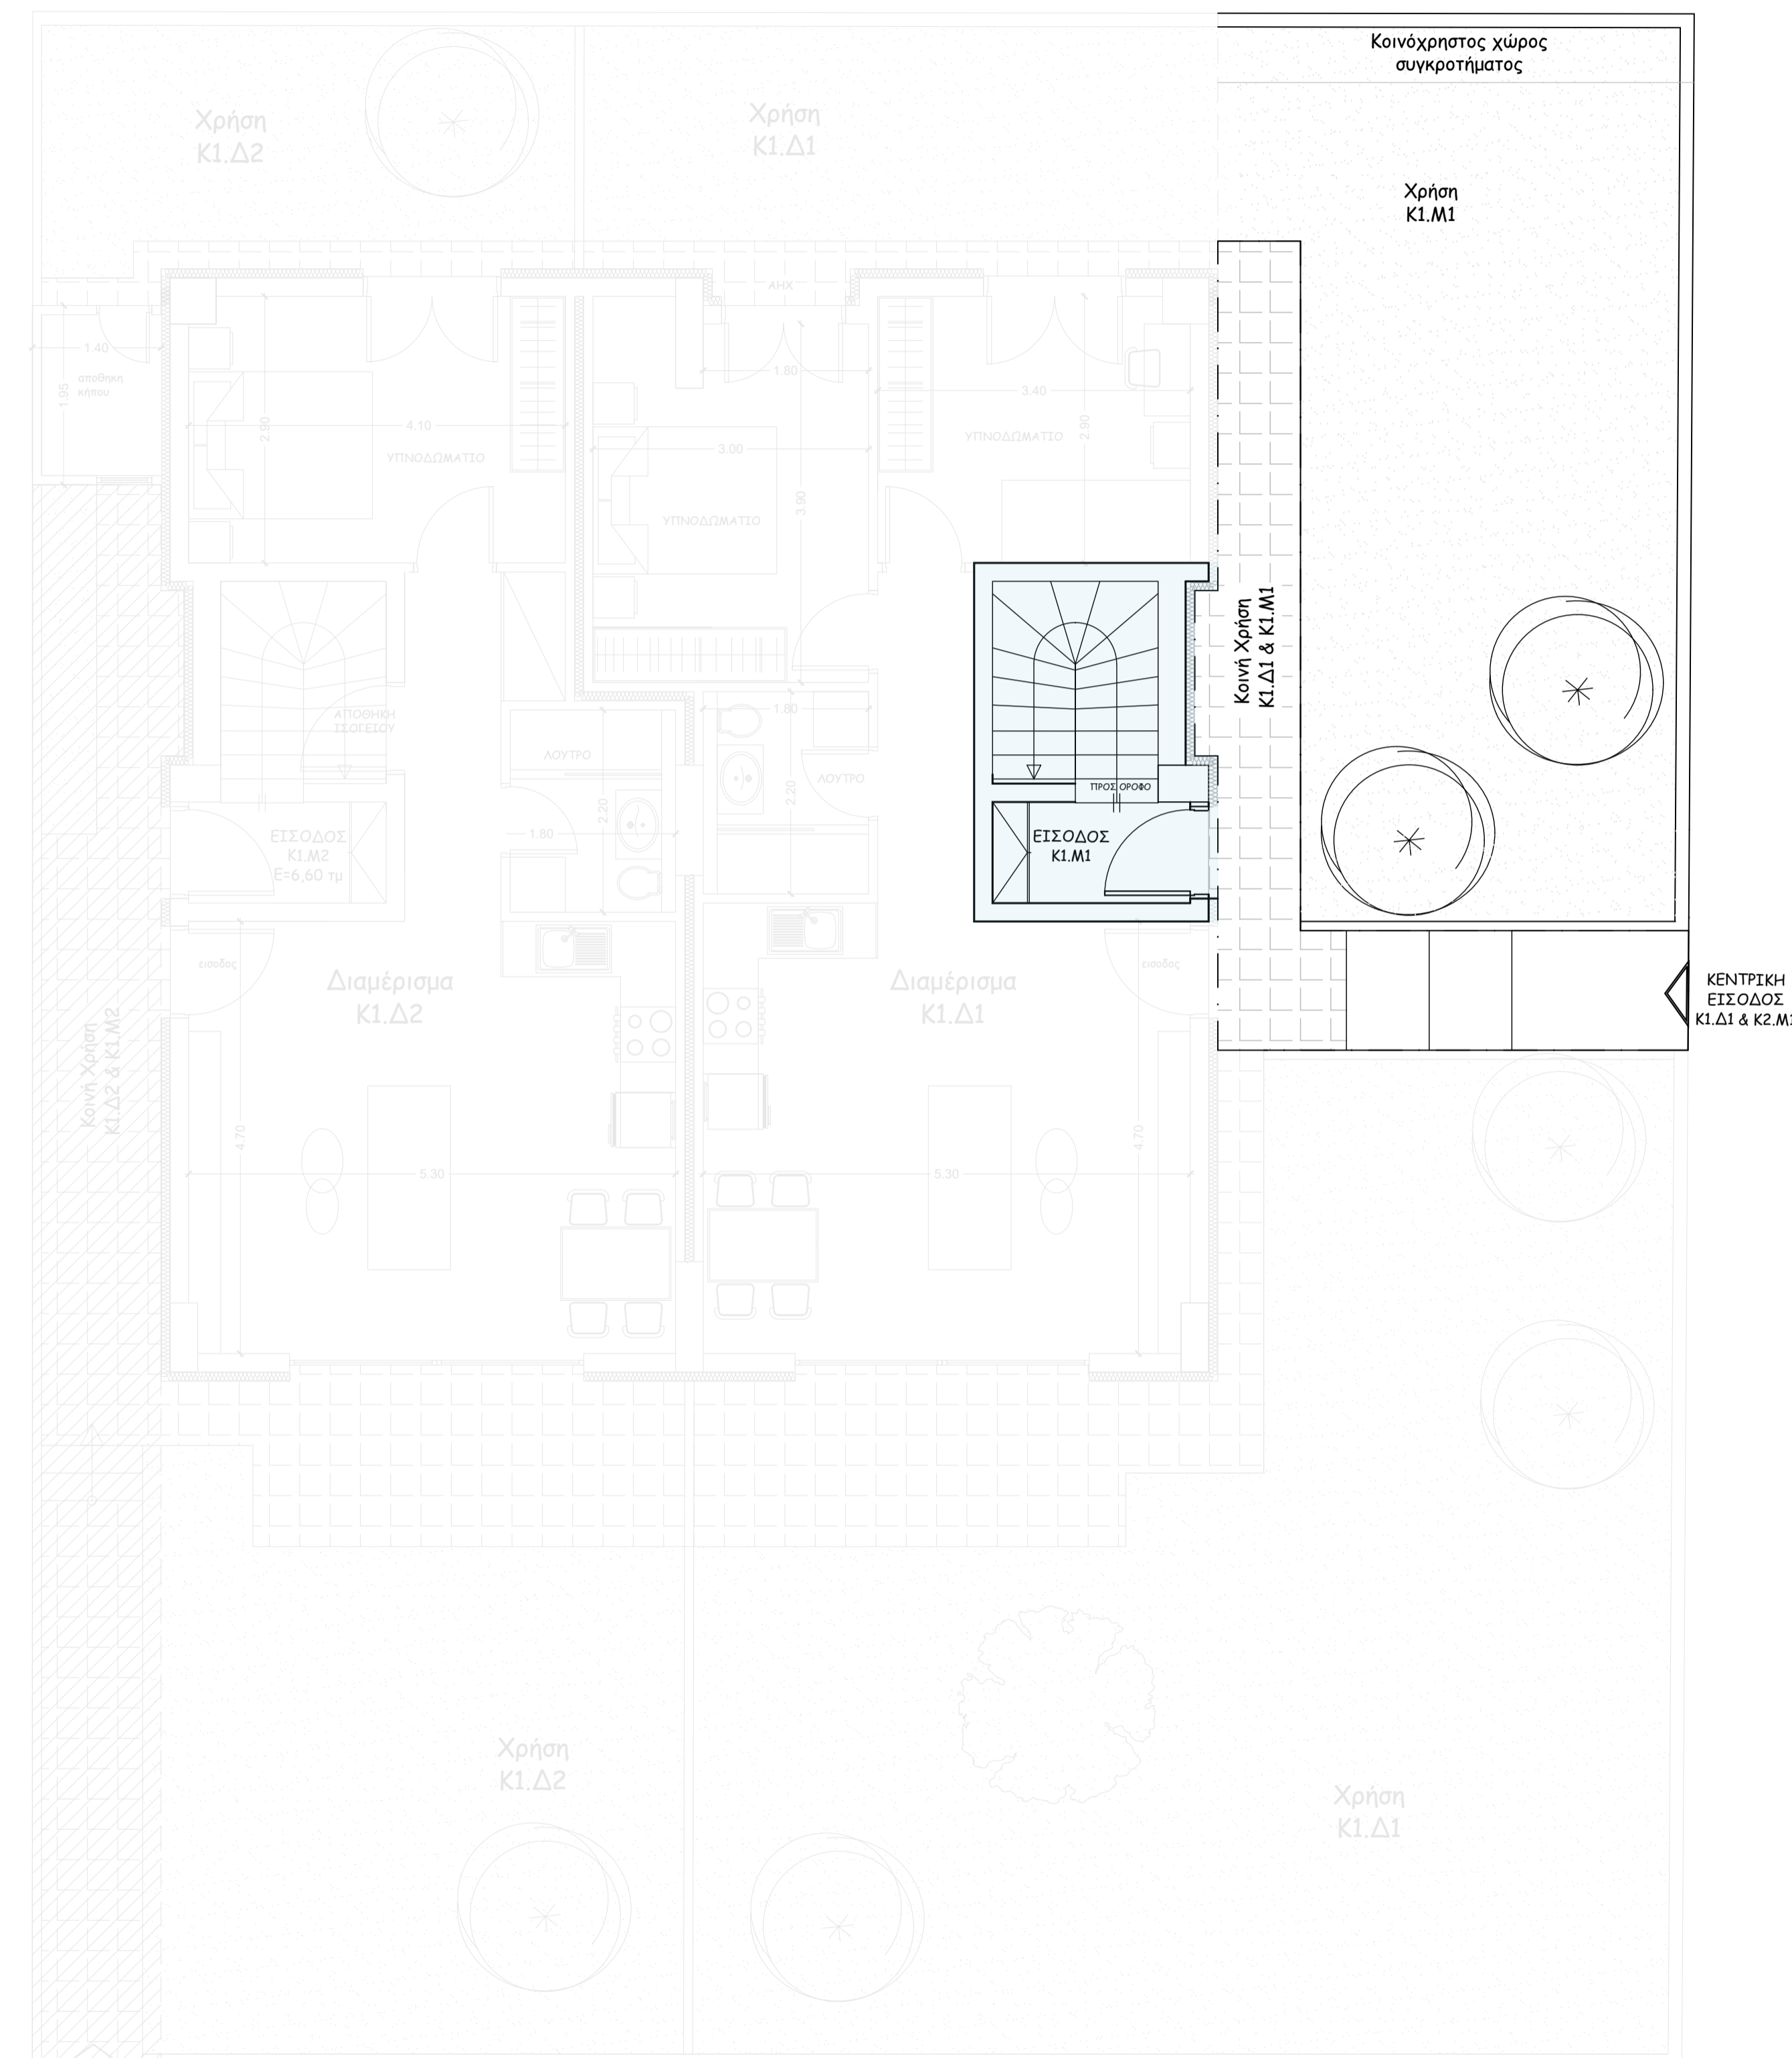 Κοινόχρηστος χώρος
συγκροτήματος
Χρήση
Κ1.Δ2
Χρήση
Κ1.Δ1
Χρήση
Κ1.Μ1
ΑΗΧ
1.40
αποθηκη
κήπου
1.95
2.90
4.10
ΥΠΝΟΔΩΜΑΤΙΟ
1.80
3.00
3.90
ΥΠΝΟΔΩΜΑΤΙΟ
3.40
2.90
ΥΠΝΟΔΩΜΑΤΙΟ
Κοινή Χρήση
Κ1.Δ1 & Κ1.Μ1
ΑΠΟΘΗΚΗ
ΙΣΟΓΕΙΟΥ
ΛΟΥΤΡΟ
1.80
2.20
1.80
ΛΟΥΤΡΟ
2.20
ΠΡΟΣ ΟΡΟΦΟ
ΕΙΣΟΔΟΣ
Κ1.Μ2
Ε=6,60 τμ
ΕΙΣΟΔΟΣ
Κ1.Μ1
εισοδος
Διαμέρισμα
Κ1.Δ2
Διαμέρισμα
Κ1.Δ1
εισοδος
ΚΕΝΤΡΙΚΗ
ΕΙΣΟΔΟΣ
Κ1.Δ1 & Κ2.Μ1
Κοινή Χρήση
Κ1.Δ2 & Κ1.Μ2
4.70
5.30
5.30
4.70
Χρήση
Κ1.Δ2
Χρήση
Κ1.Δ1